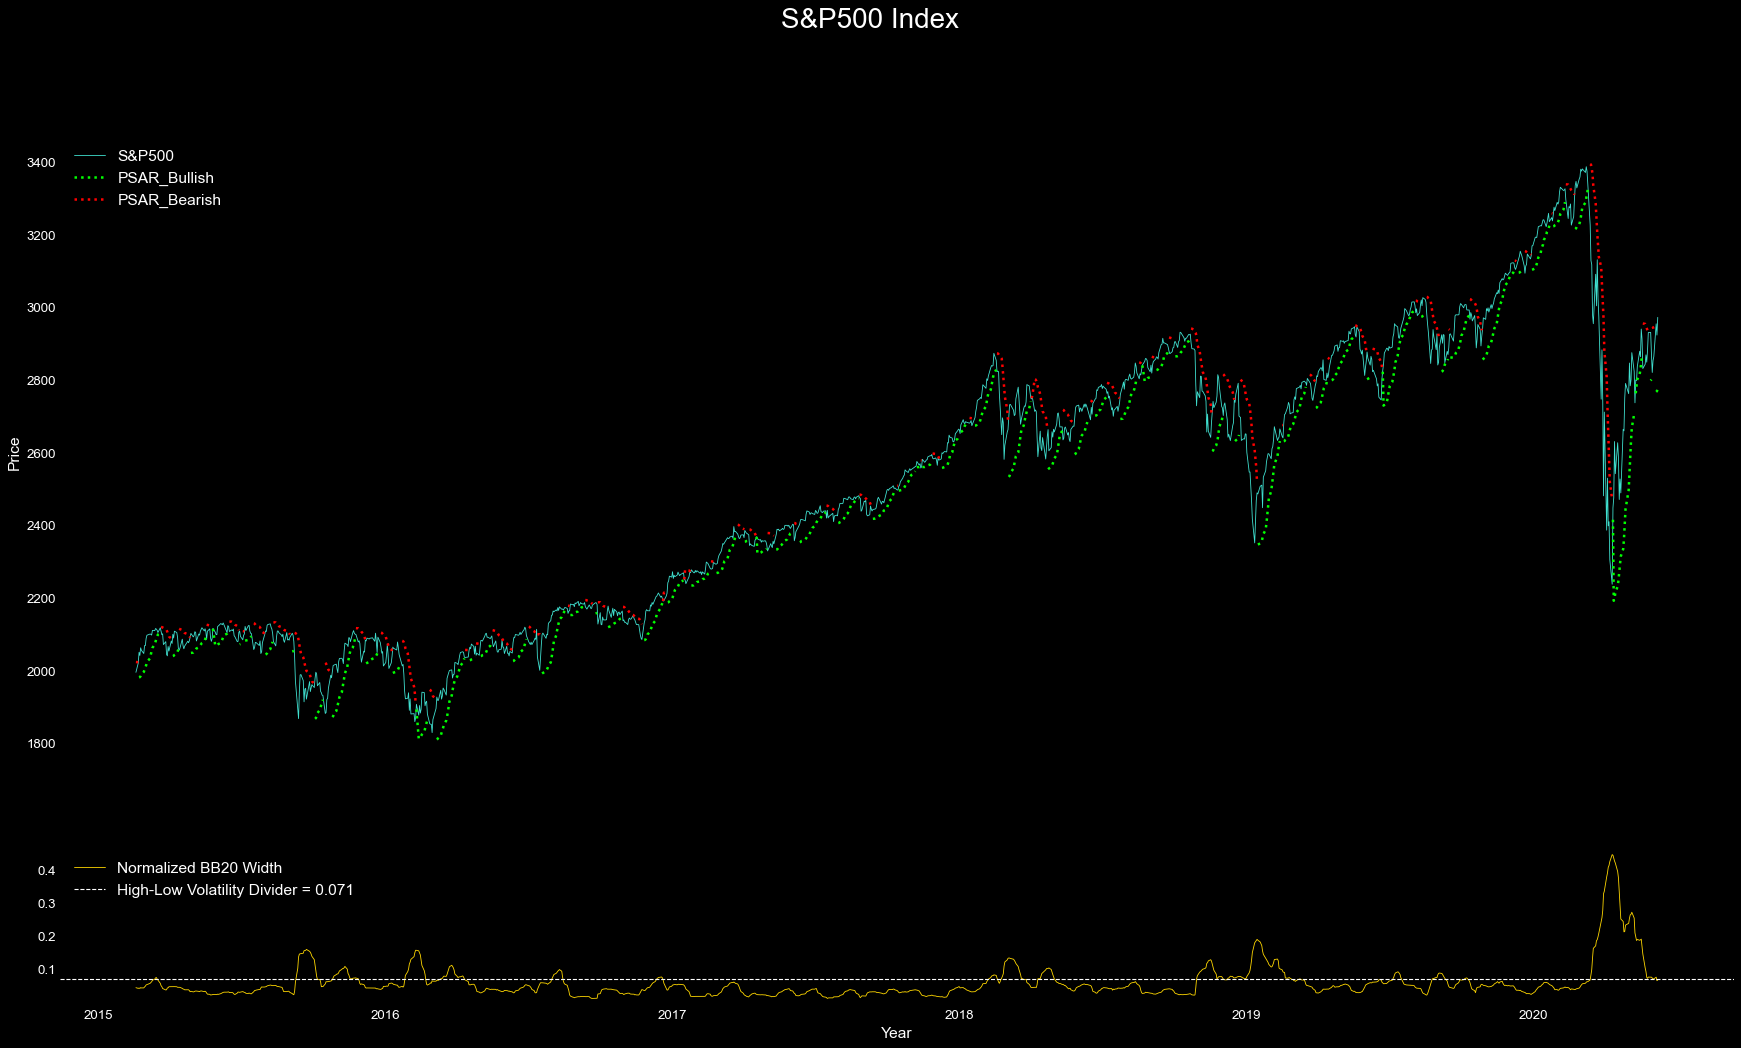 S&P500 Index
S&P500
PSAR_Bullish
PSAR_Bearish
3400
3200
3000
2800
2600
2400
2200
2000
1800
Price
Normalized BB20 Width
High-Low Volatility Divider = 0.071
0.4
0.3
0.2
0.1
2015 2016 2017 2018 2019 2020
Year